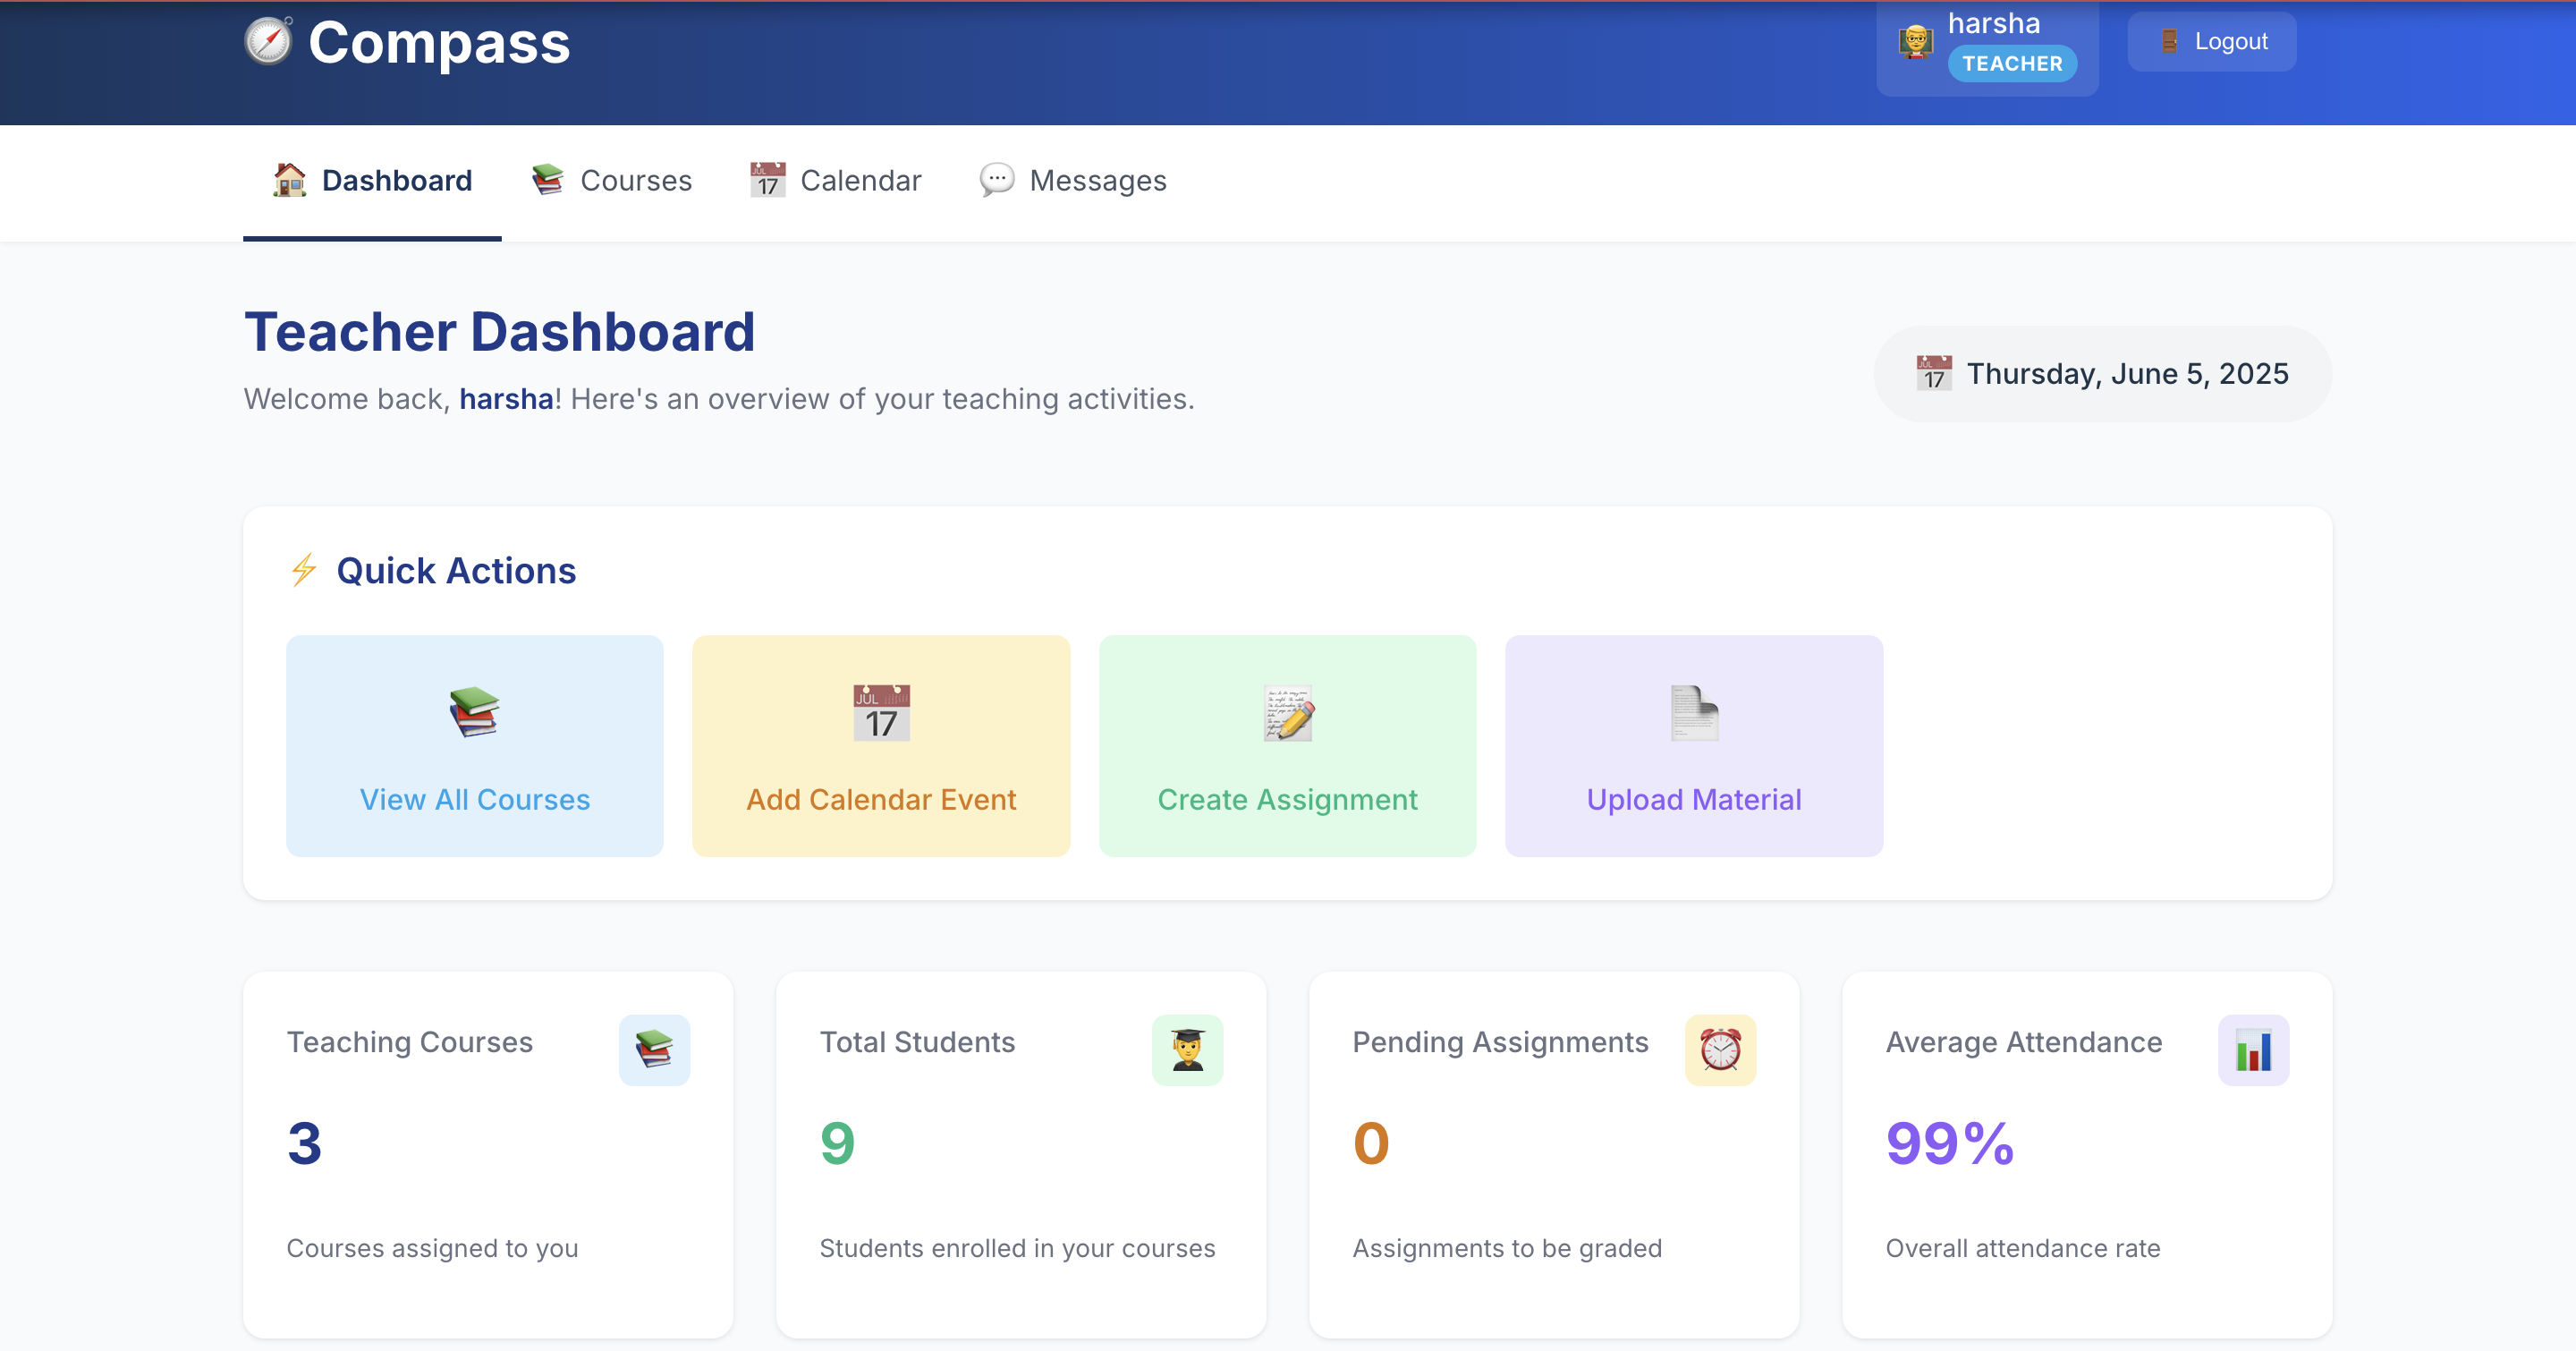 Compass
harsha
TEACHER
Logout
Dashboard
Courses
JUL
17
Calendar
Messages
Teacher Dashboard
Welcome back, harsha! Here's an overview of your teaching activities.
JUL
17
Thursday, June 5, 2025
Quick Actions
View All Courses
JUL
17
Add Calendar Event
Create Assignment
Upload Material
Teaching Courses
3
Courses assigned to you
Total Students
9
Students enrolled in your courses
Pending Assignments
0
Assignments to be graded
Average Attendance
99%
Overall attendance rate